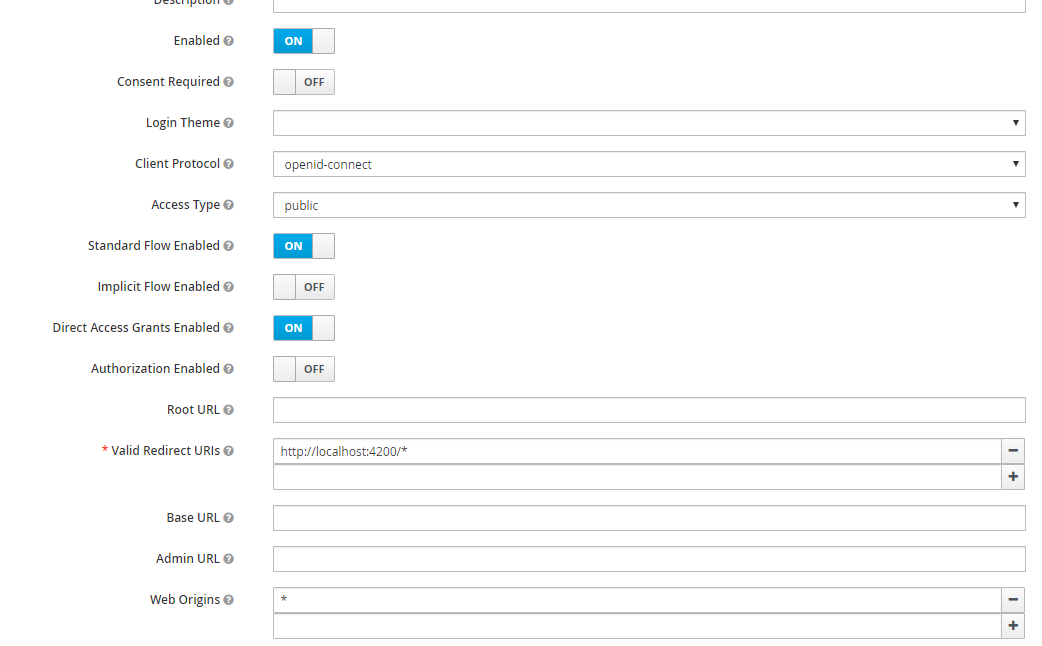 Description
Enabled ON
Consent Required OFF
Login Theme
Client Protocol openid-connect
Access Type public
Standard Flow Enabled ON
Implicit Flow Enabled OFF
Direct Access Grants Enabled ON
Authorization Enabled OFF
Root URL
* Valid Redirect URIs http://localhost:4200/*
Base URL
Admin URL
Web Origins *